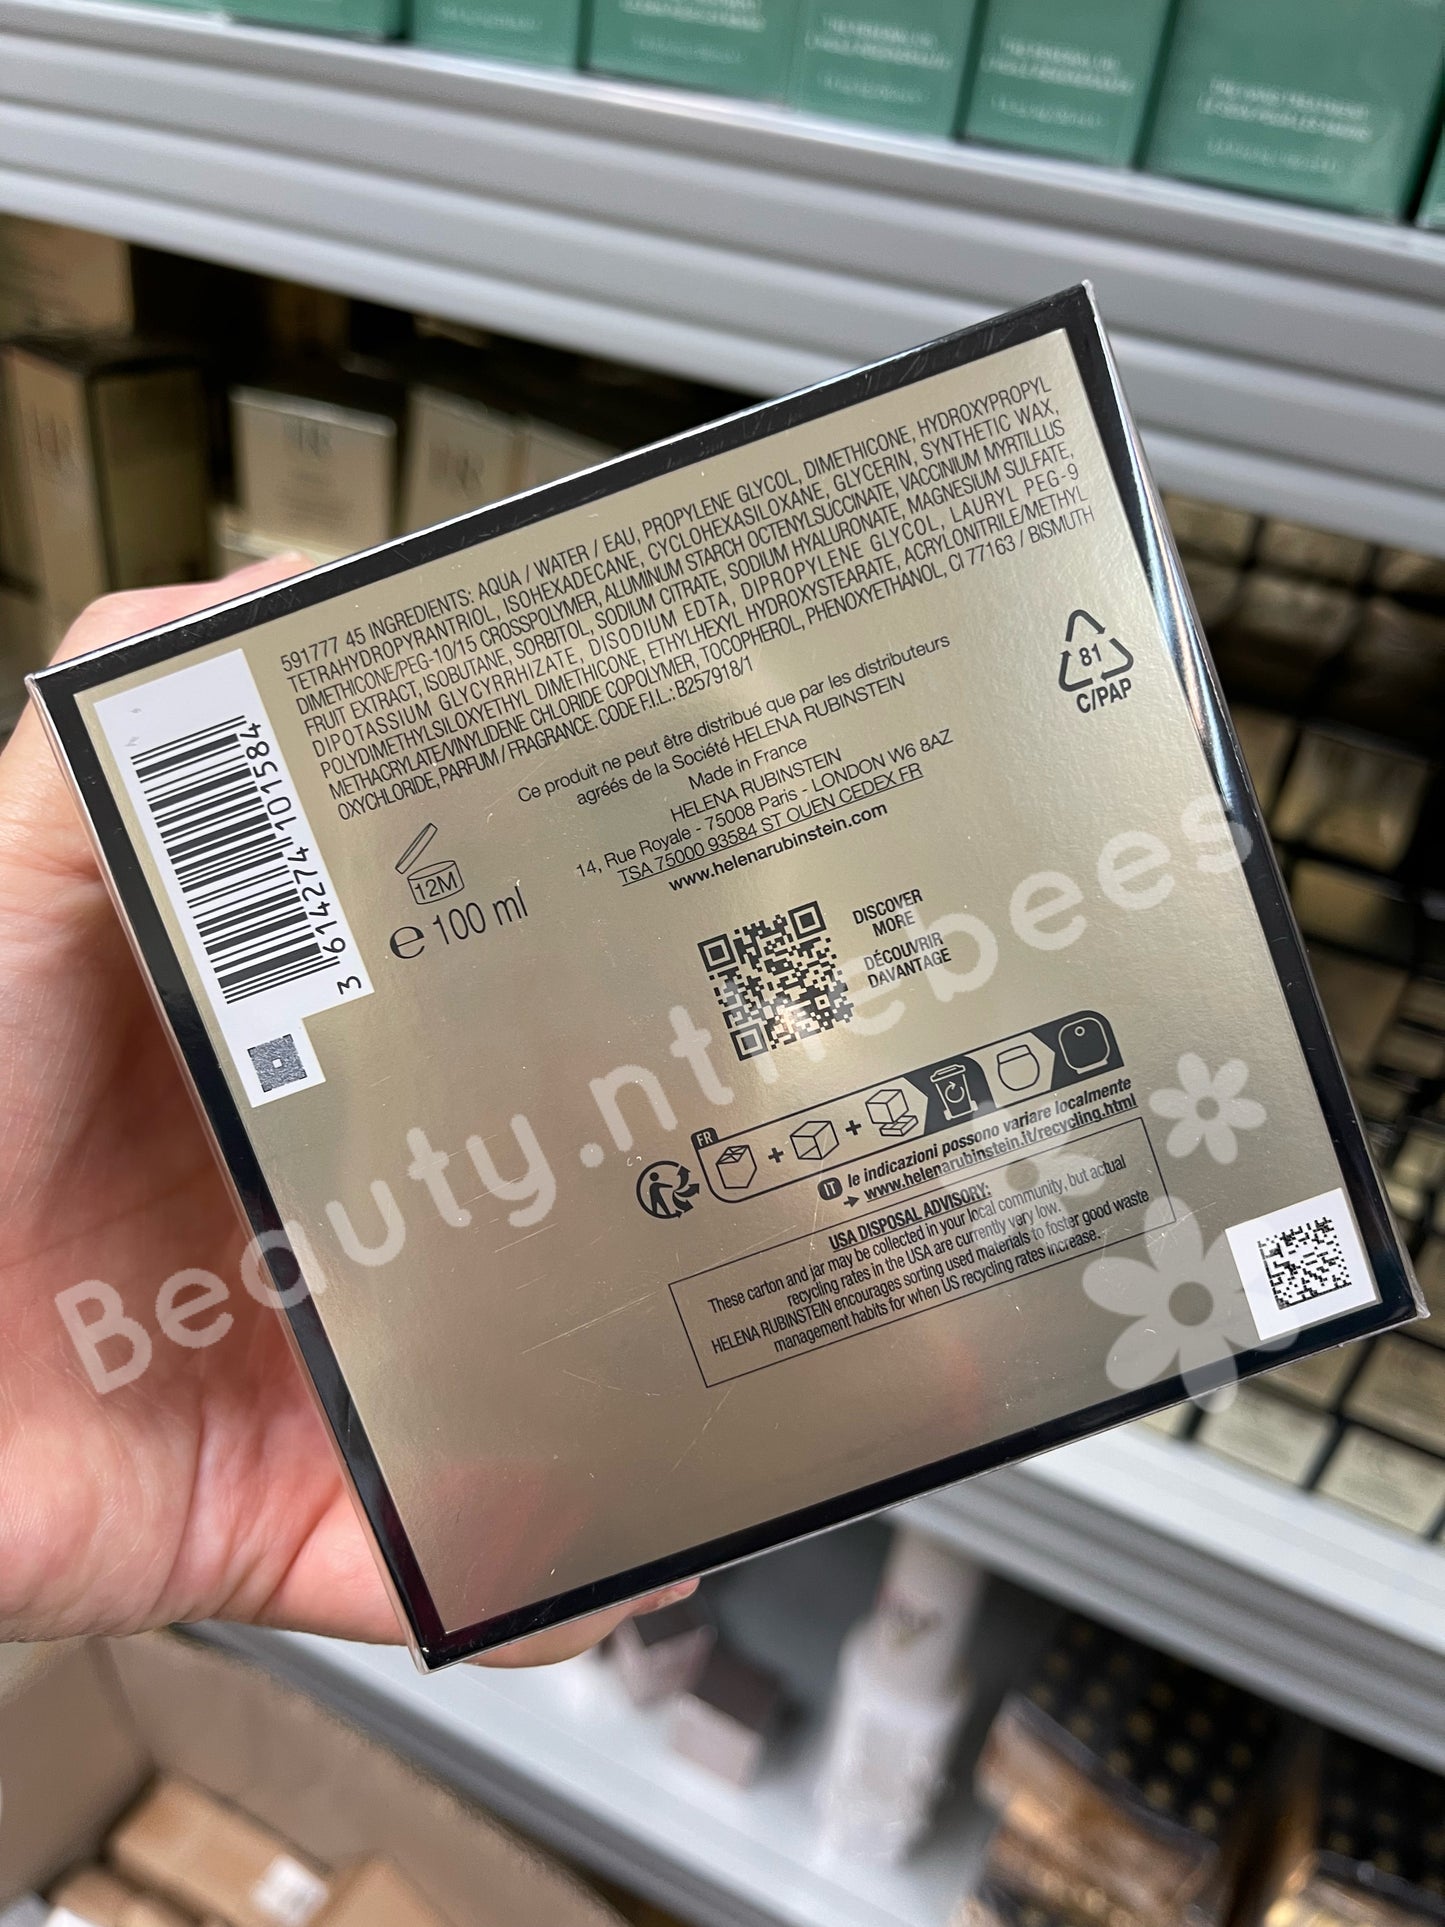 591777 45 INGREDIENTS: AQUA / WATER / EAU, PROPYLENE GLYCOL, DIMETHICONE, HYDROXYPROPYL
TETRAHYDROPYRANTRIOL, ISOHEXADECANE, CYCLOHEXASILOXANE, GLYCERIN, SYNTHETIC WAX,
DIMETHICONE/PEG-10/15 CROSSPOLYMER, ALUMINUM STARCH OCTENYLSUCCINATE, VACCINIUM MYRTILLUS
FRUIT EXTRACT, ISOBUTANE, SORBITOL, SODIUM CITRATE, SODIUM HYALURONATE, MAGNESIUM SULFATE,
DIPOTASSIUM GLYCYRRHIZATE, DISODIUM EDTA, DIPROPYLENE GLYCOL, LAURYL PEG-9
POLYDIMETHYLSILOXYETHYL DIMETHICONE, ETHYLHEXYL HYDROXYSTEARATE, ACRYLONITRILE/METHYL
METHACRYLATE/VINYLIDENE CHLORIDE COPOLYMER, TOCOPHEROL, PHENOXYETHANOL, CI 77163 / BISMUTH
OXYCHLORIDE, PARFUM / FRAGRANCE. CODE F.I.L.: B257918/1
Ce produit ne peut être distribué que par les distributeurs
agréés de la Société HELENA RUBINSTEIN
Made in France
HELENA RUBINSTEIN
14, Rue Royale - 75008 Paris - LONDON W6 8AZ
TSA 75000 93584 ST OUEN CEDEX FR
www.helenarubinstein.com
81
C/PAP
3 614274 101584
12M
e 100 ml
DISCOVER
MORE
DÉCOUVRIR
DAVANTAGE
FR
IT le indicazioni possono variare localmente
www.helenarubinstein.it/recycling.html
USA DISPOSAL ADVISORY:
These carton and jar may be collected in your local community, but actual
recycling rates in the USA are currently very low.
HELENA RUBINSTEIN encourages sorting used materials to foster good waste
management habits for when US recycling rates increase.